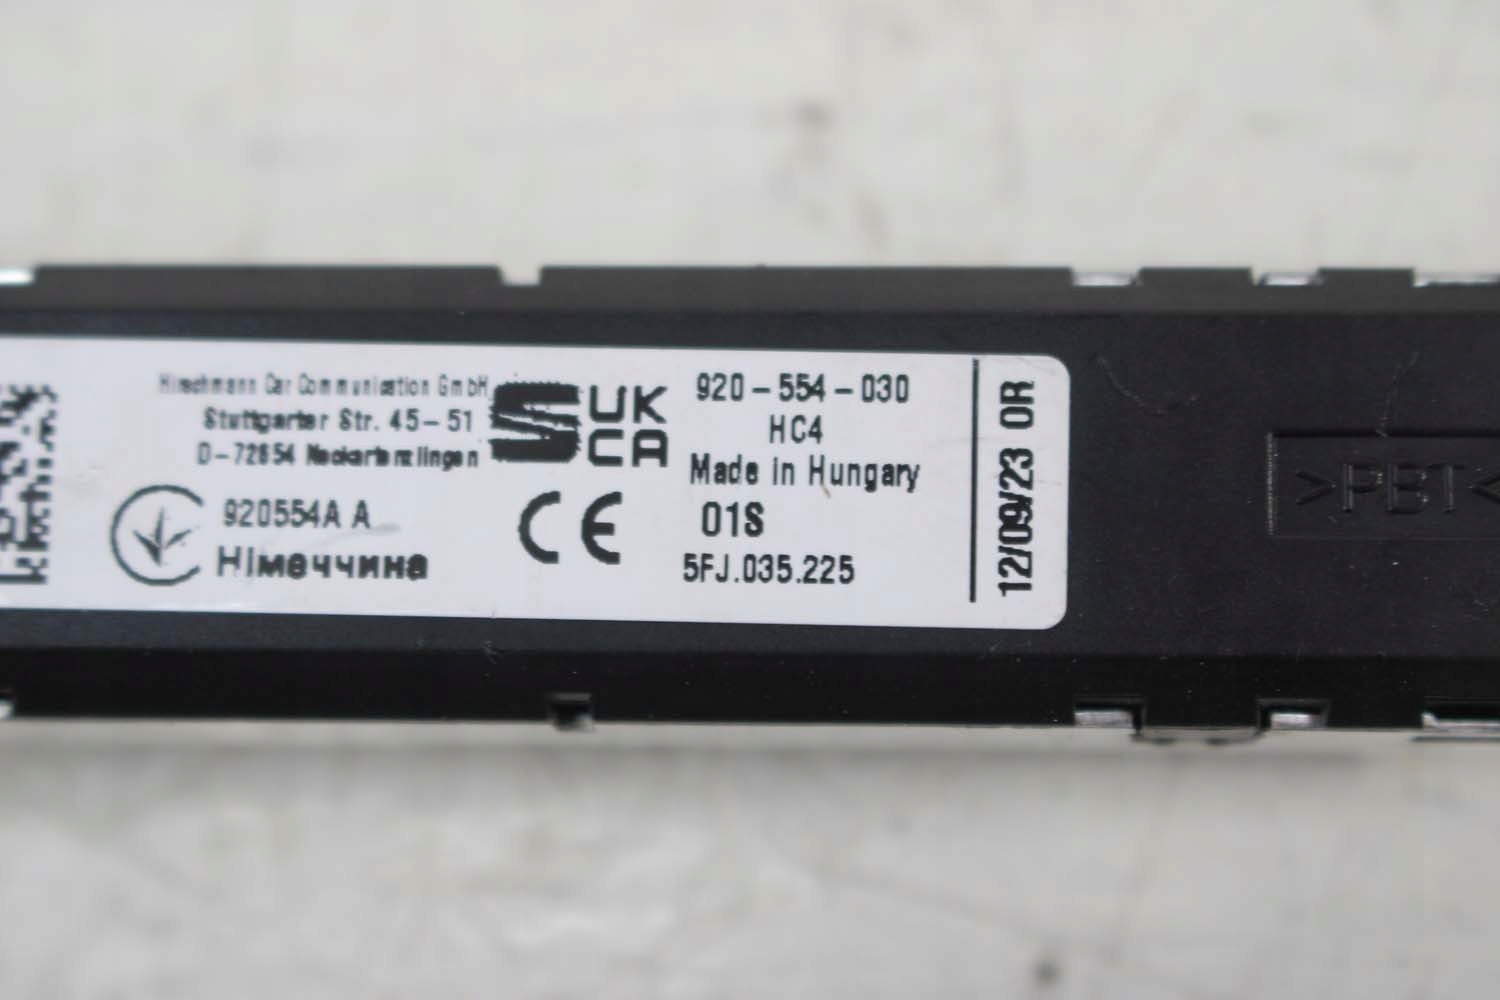 Hirschmann Car Communication GmbH
Stuttgarter Str. 45-51
D-72654 Neckartenzlingen
920554A A
Німеччина
UK
CA
CE
920-554-030
HC4
Made in Hungary
01S
5FJ.035.225
12/09/23 0R
>PBT<